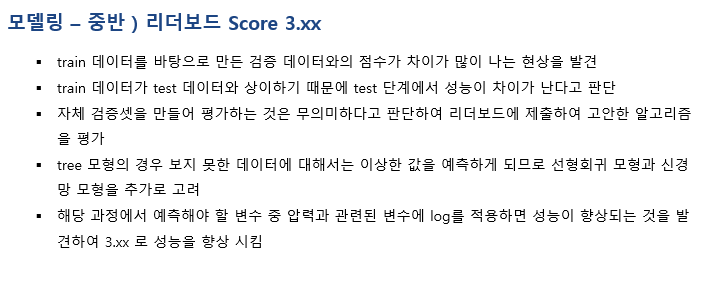 모델링 – 중반 ) 리더보드 Score 3.xx
▪ train 데이터를 바탕으로 만든 검증 데이터와의 점수가 차이가 많이 나는 현상을 발견
▪ train 데이터가 test 데이터와 상이하기 때문에 test 단계에서 성능이 차이가 난다고 판단
▪ 자체 검증셋을 만들어 평가하는 것은 무의미하다고 판단하여 리더보드에 제출하여 고안한 알고리즘
을 평가
▪ tree 모형의 경우 보지 못한 데이터에 대해서는 이상한 값을 예측하게 되므로 선형회귀 모형과 신경
망 모형을 추가로 고려
▪ 해당 과정에서 예측해야 할 변수 중 압력과 관련된 변수에 log를 적용하면 성능이 향상되는 것을 발
견하여 3.xx 로 성능을 향상 시킴